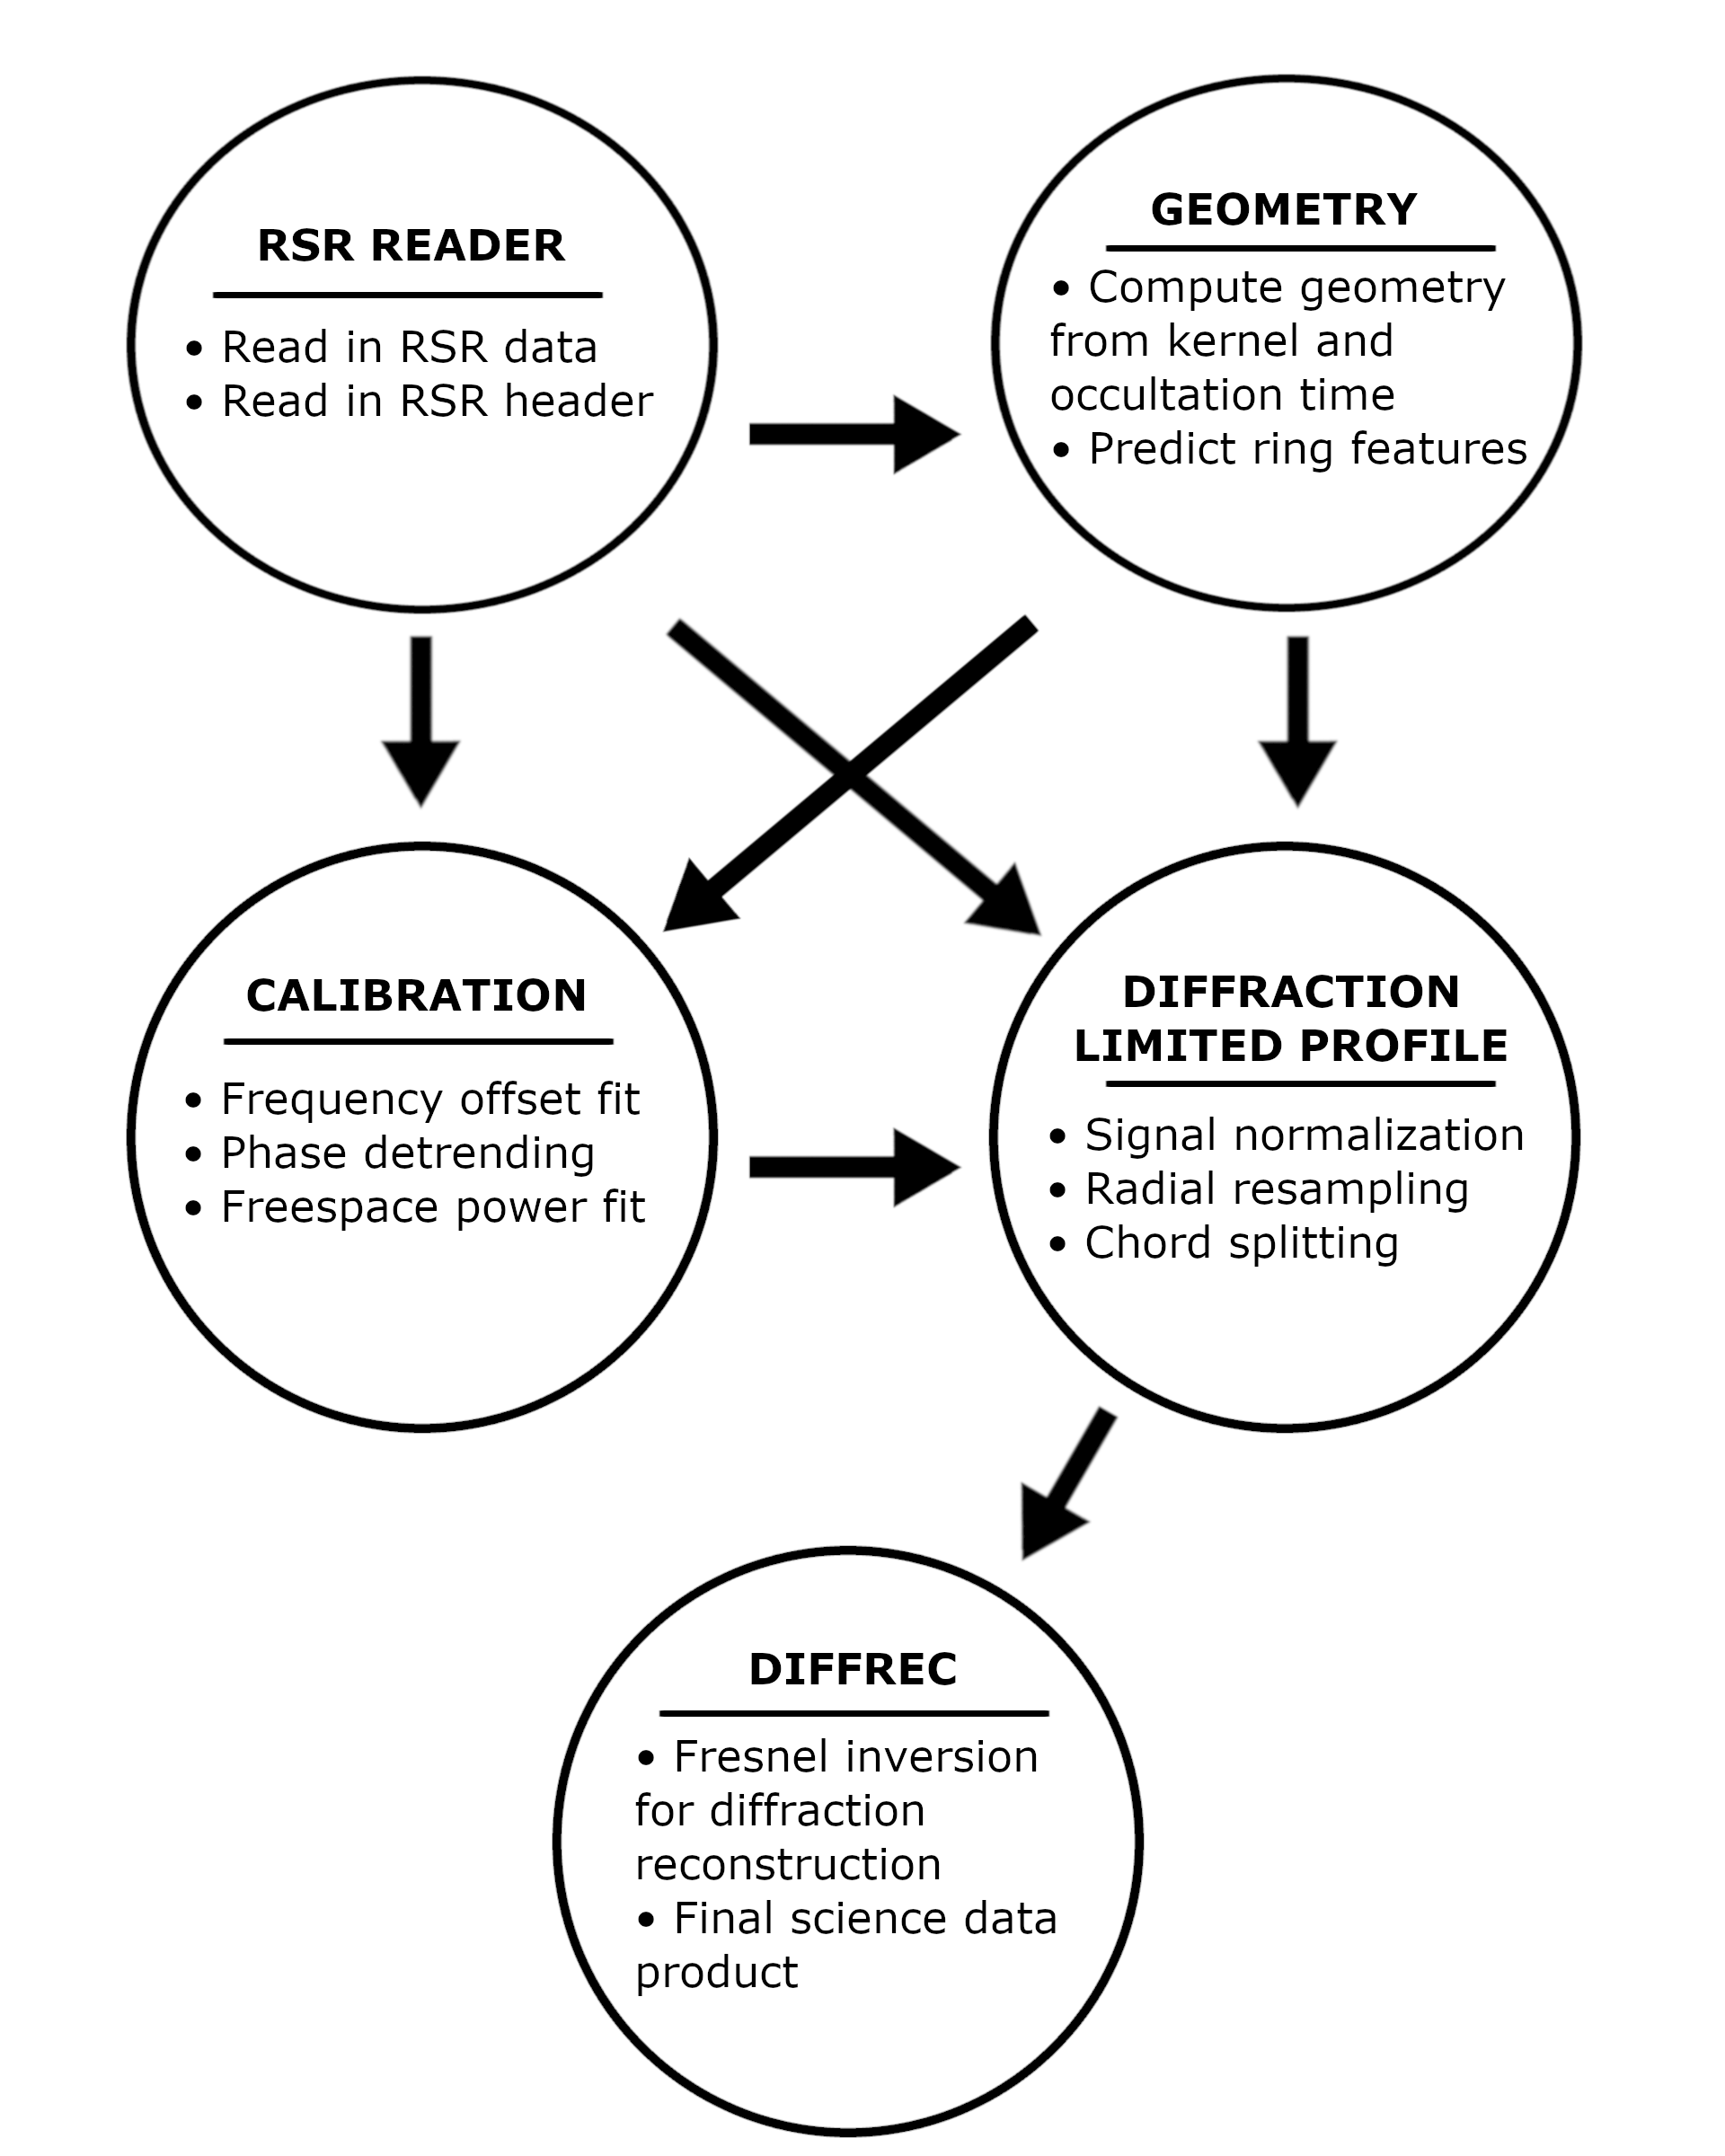 RSR READER
• Read in RSR data
• Read in RSR header
GEOMETRY
• Compute geometry
from kernel and
occultation time
• Predict ring features
CALIBRATION
• Frequency offset fit
• Phase detrending
• Freespace power fit
DIFFRACTION
LIMITED PROFILE
• Signal normalization
• Radial resampling
• Chord splitting
DIFFREC
• Fresnel inversion
for diffraction
reconstruction
• Final science data
product